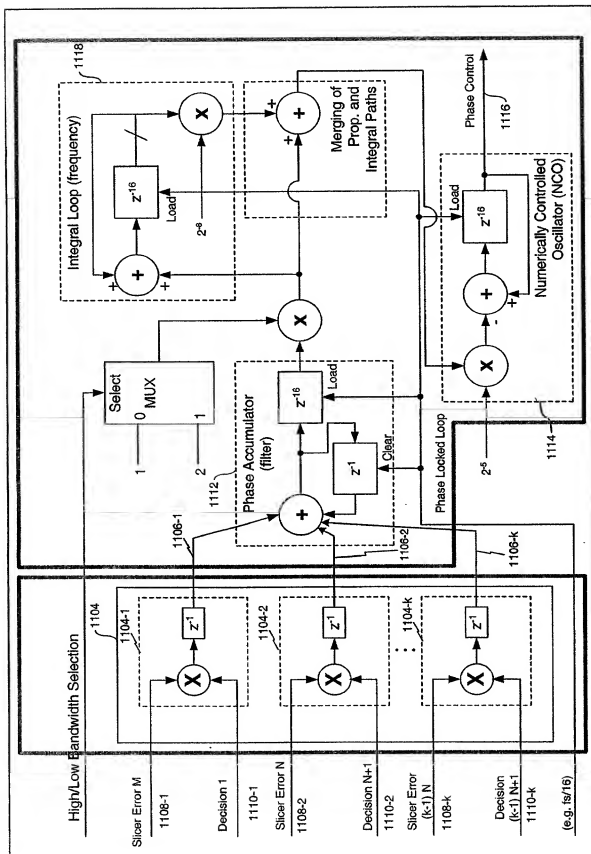 High/Low Bandwidth Selection
1104
1104-1
Slicer Error M
1108-1
Decision 1
1110-1
X
z⁻¹
1106-1
1104-2
Slicer Error N
1108-2
Decision N+1
1110-2
X
z⁻¹
1106-2
1104-k
Slicer Error
(k-1) N
1108-k
Decision
(k-1) N+1
1110-k
X
z⁻¹
1106-k
(e.g. fs/16)
Select
MUX
0
1
1
2
1112
Phase Accumulator
(filter)
+
z⁻¹
Clear
z⁻¹⁶
Load
X
Phase Locked Loop
1118
Integral Loop (frequency)
+
+
+
z⁻¹⁶
Load
X
2⁻⁸
Merging of
Prop. and
Integral Paths
+
+
+
1114
2⁻⁵
X
-
+
+
z⁻¹⁶
Load
Numerically Controlled
Oscillator (NCO)
Phase Control
1116